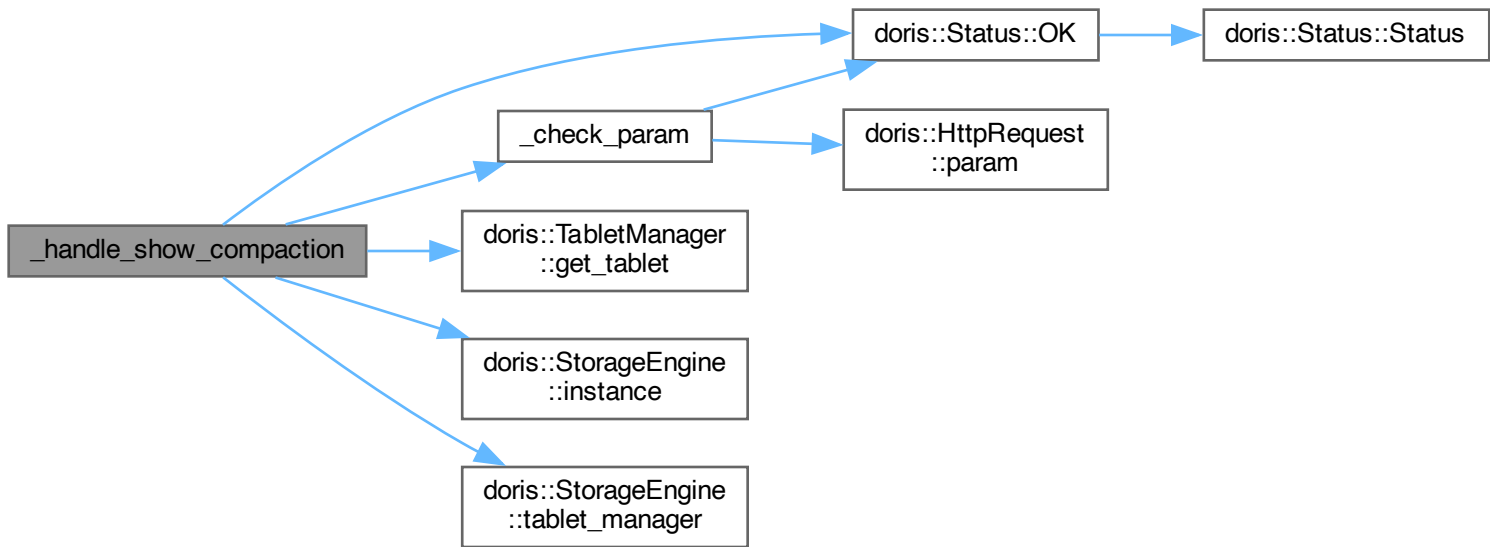 doris::Status::OK
doris::Status::Status
_check_param
doris::HttpRequest
::param
_handle_show_compaction
doris::TabletManager
::get_tablet
doris::StorageEngine
::instance
doris::StorageEngine
::tablet_manager